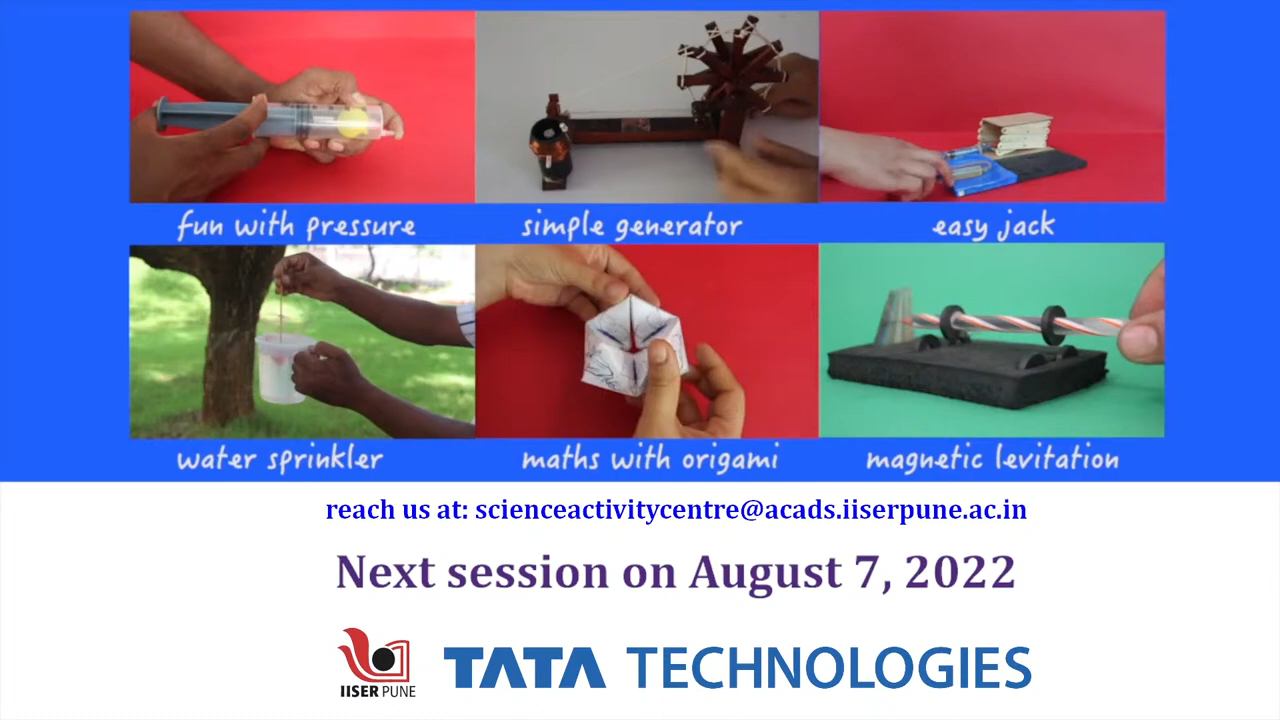 fun with pressure
simple generator
easy jack
water sprinkler
maths with origami
magnetic levitation
reach us at: scienceactivitycentre@acads.iiserpune.ac.in
Next session on August 7, 2022
IISER PUNE
TATA TECHNOLOGIES